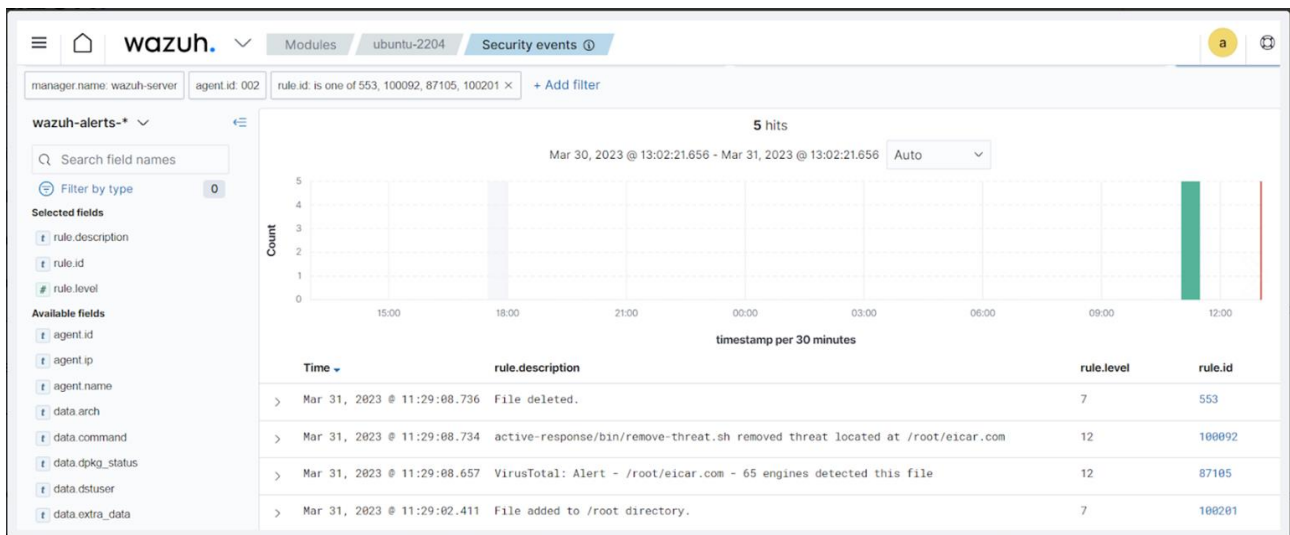 wazuh. Modules ubuntu-2204 Security events a
manager.name: wazuh-server agent.id: 002 rule.id: is one of 553, 100092, 87105, 100201 × + Add filter
wazuh-alerts-*
Search field names
Filter by type 0
Selected fields
t rule.description
t rule.id
# rule.level
Available fields
t agent.id
t agent.ip
t agent.name
t data.arch
t data.command
t data.dpkg_status
t data.dstuser
t data.extra_data
5 hits
Mar 30, 2023 @ 13:02:21.656 - Mar 31, 2023 @ 13:02:21.656 Auto
Count
5
4
3
2
1
0
15:00 18:00 21:00 00:00 03:00 06:00 09:00 12:00
timestamp per 30 minutes
Time rule.description rule.level rule.id
Mar 31, 2023 @ 11:29:08.736 File deleted. 7 553
Mar 31, 2023 @ 11:29:08.734 active-response/bin/remove-threat.sh removed threat located at /root/eicar.com 12 100092
Mar 31, 2023 @ 11:29:08.657 VirusTotal: Alert - /root/eicar.com - 65 engines detected this file 12 87105
Mar 31, 2023 @ 11:29:02.411 File added to /root directory. 7 100201